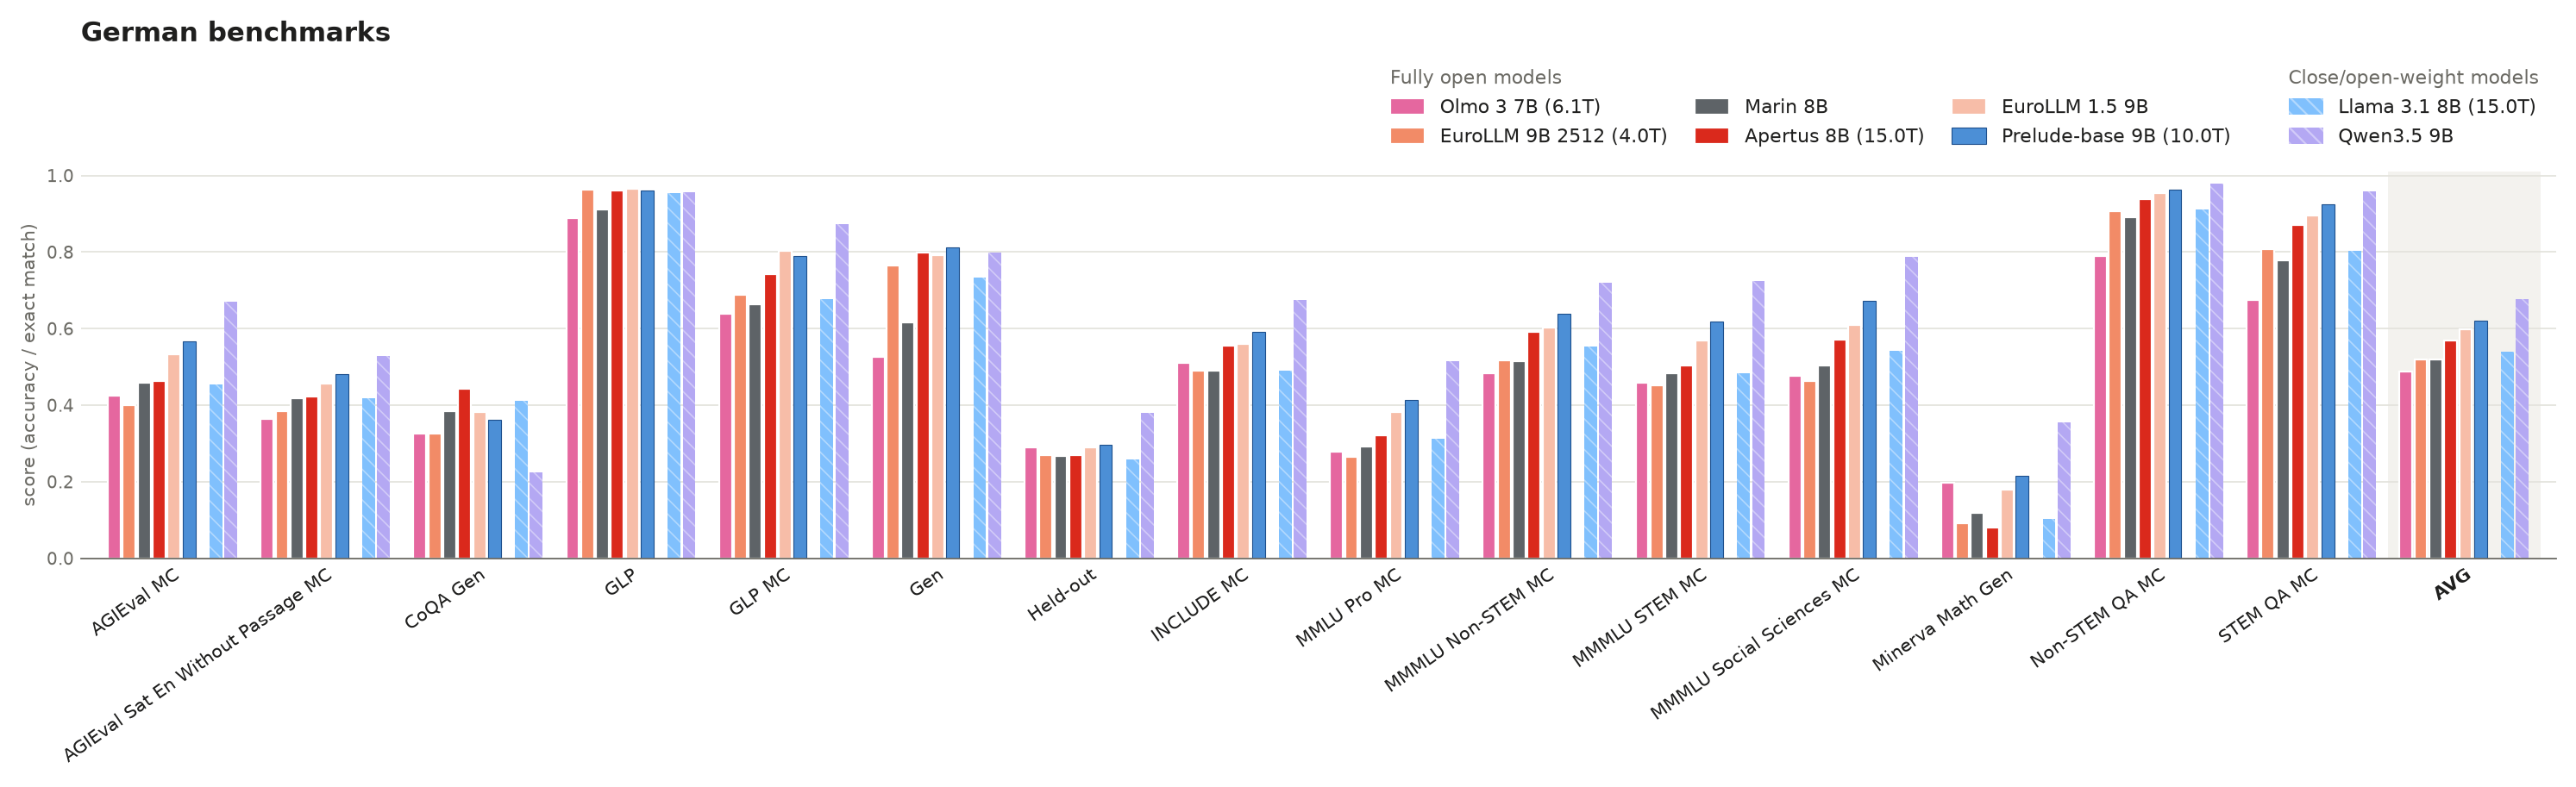 German benchmarks
Fully open models
Close/open-weight models
Olmo 3 7B (6.1T)
Marin 8B
EuroLLM 1.5 9B
Llama 3.1 8B (15.0T)
EuroLLM 9B 2512 (4.0T)
Apertus 8B (15.0T)
Prelude-base 9B (10.0T)
Qwen3.5 9B
score (accuracy / exact match)
1.0
0.8
0.6
0.4
0.2
0.0
AGIEval MC
AGIEval Sat En Without Passage MC
CoQA Gen
GLP
GLP MC
Gen
Held-out
INCLUDE MC
MMLU Pro MC
MMMLU Non-STEM MC
MMMLU STEM MC
MMMLU Social Sciences MC
Minerva Math Gen
Non-STEM QA MC
STEM QA MC
AVG